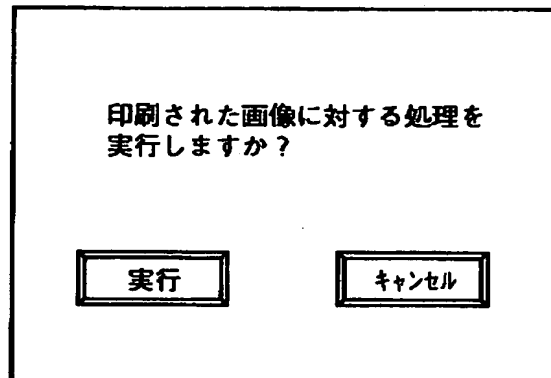 印刷された画像に対する処理を
実行しますか？
実行
キャンセル